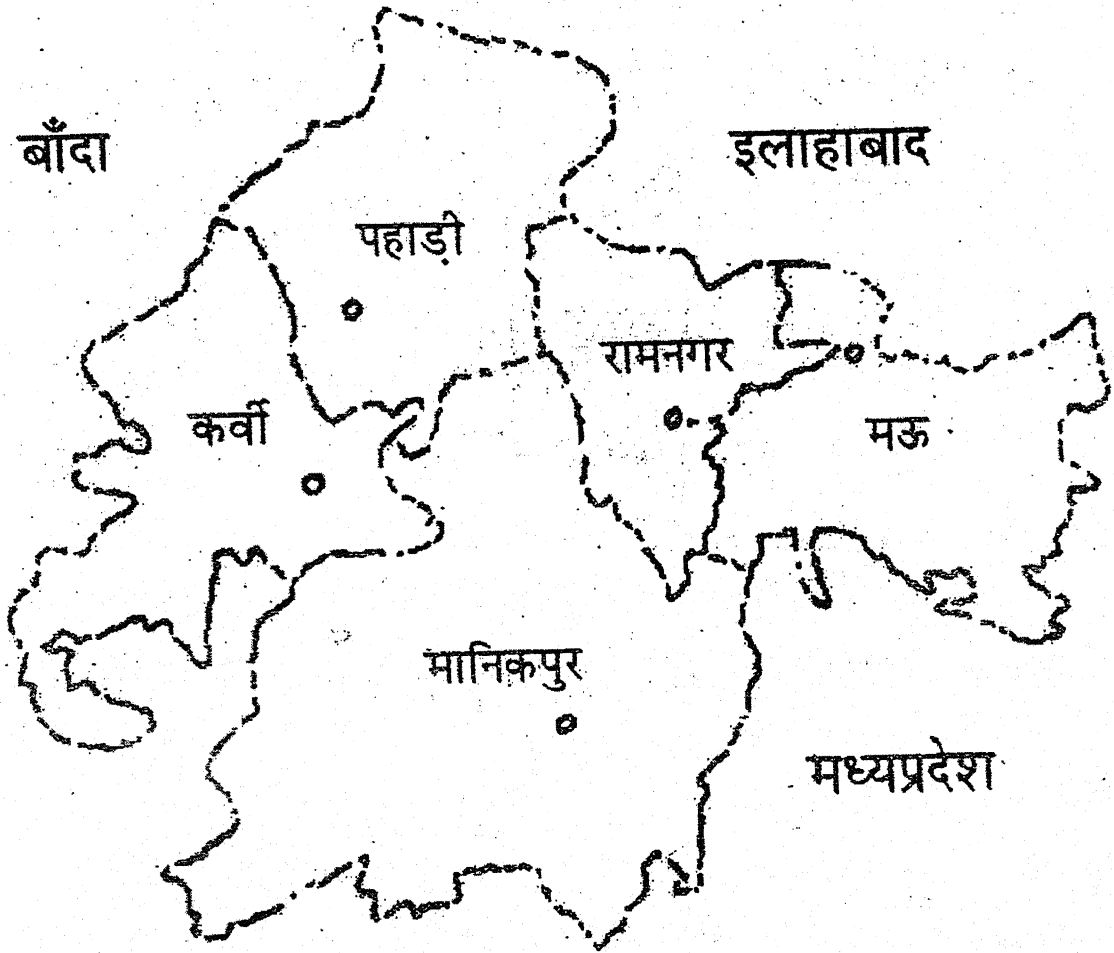 बाँदा
इलाहाबाद
पहाड़ी
रामनगर
कर्वी
मऊ
मानिकपुर
मध्यप्रदेश